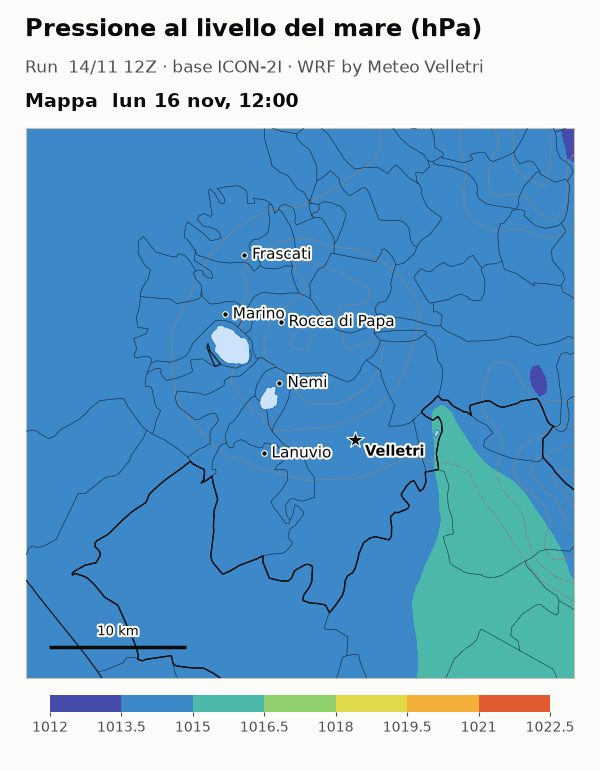 Pressione al livello del mare (hPa)
Run  14/11 12Z · base ICON-2I · WRF by Meteo Velletri
Mappa  lun 16 nov, 12:00
Frascati
Marino
Rocca di Papa
Nemi
Velletri
Lanuvio
10 km
1012 1013.5 1015 1016.5 1018 1019.5 1021 1022.5